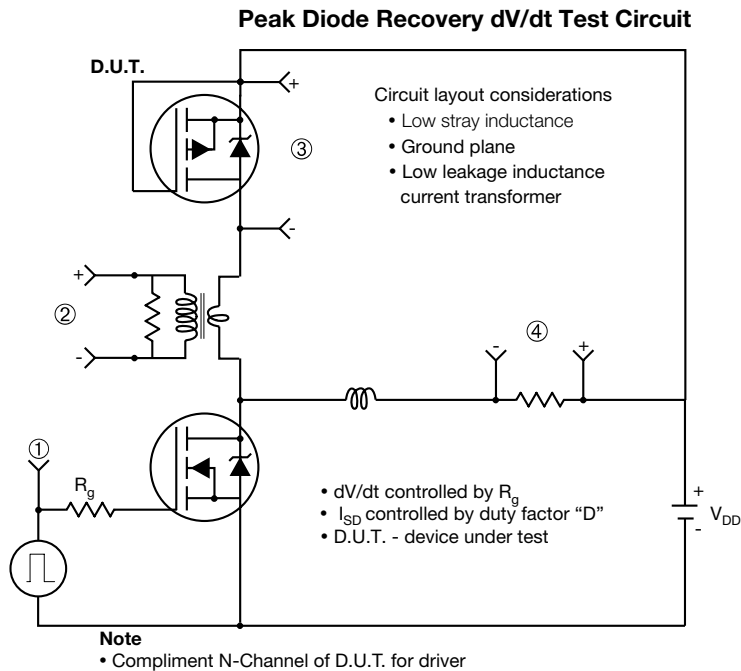 Peak Diode Recovery dV/dt Test Circuit
D.U.T.
+
Circuit layout considerations
• Low stray inductance
③
• Ground plane
• Low leakage inductance
current transformer
-
+
②
-
④
- +
①
Rg
• dV/dt controlled by Rg
• ISD controlled by duty factor “D”
• D.U.T. - device under test
+
VDD
-
Note
• Compliment N-Channel of D.U.T. for driver